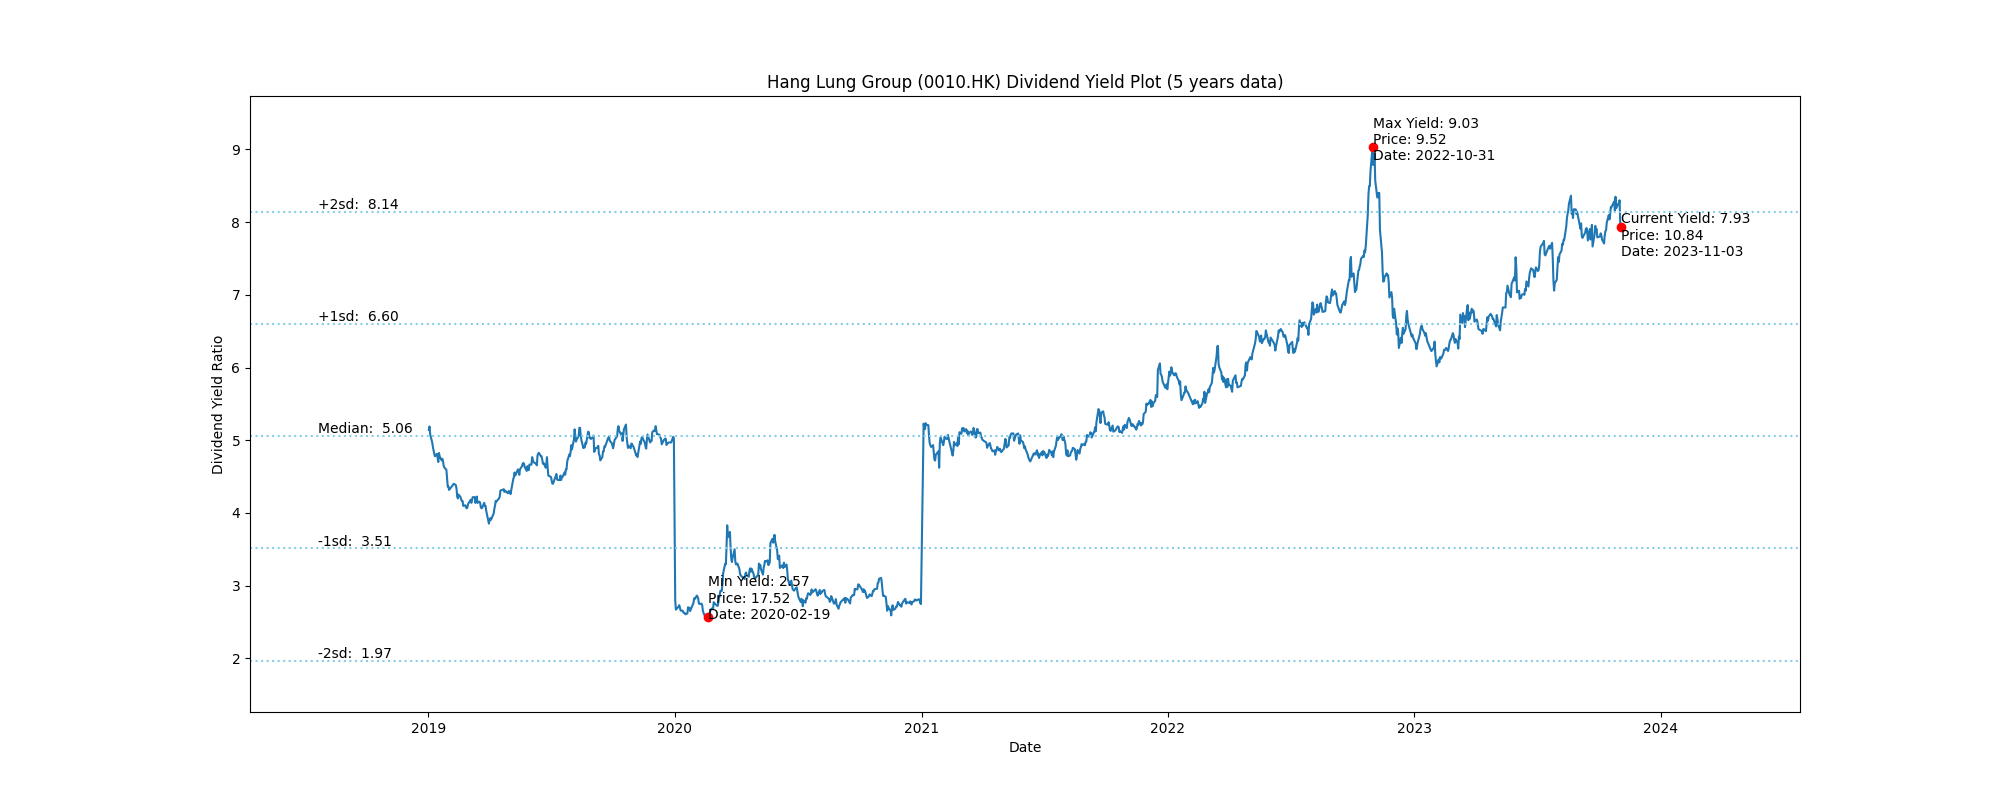 Hang Lung Group (0010.HK) Dividend Yield Plot (5 years data)
Max Yield: 9.03
Price: 9.52
Date: 2022-10-31
+2sd:  8.14
Current Yield: 7.93
Price: 10.84
Date: 2023-11-03
+1sd:  6.60
Median:  5.06
-1sd:  3.51
Min Yield: 2.57
Price: 17.52
Date: 2020-02-19
-2sd:  1.97
Dividend Yield Ratio
9
8
7
6
5
4
3
2
2019
2020
2021
2022
2023
2024
Date